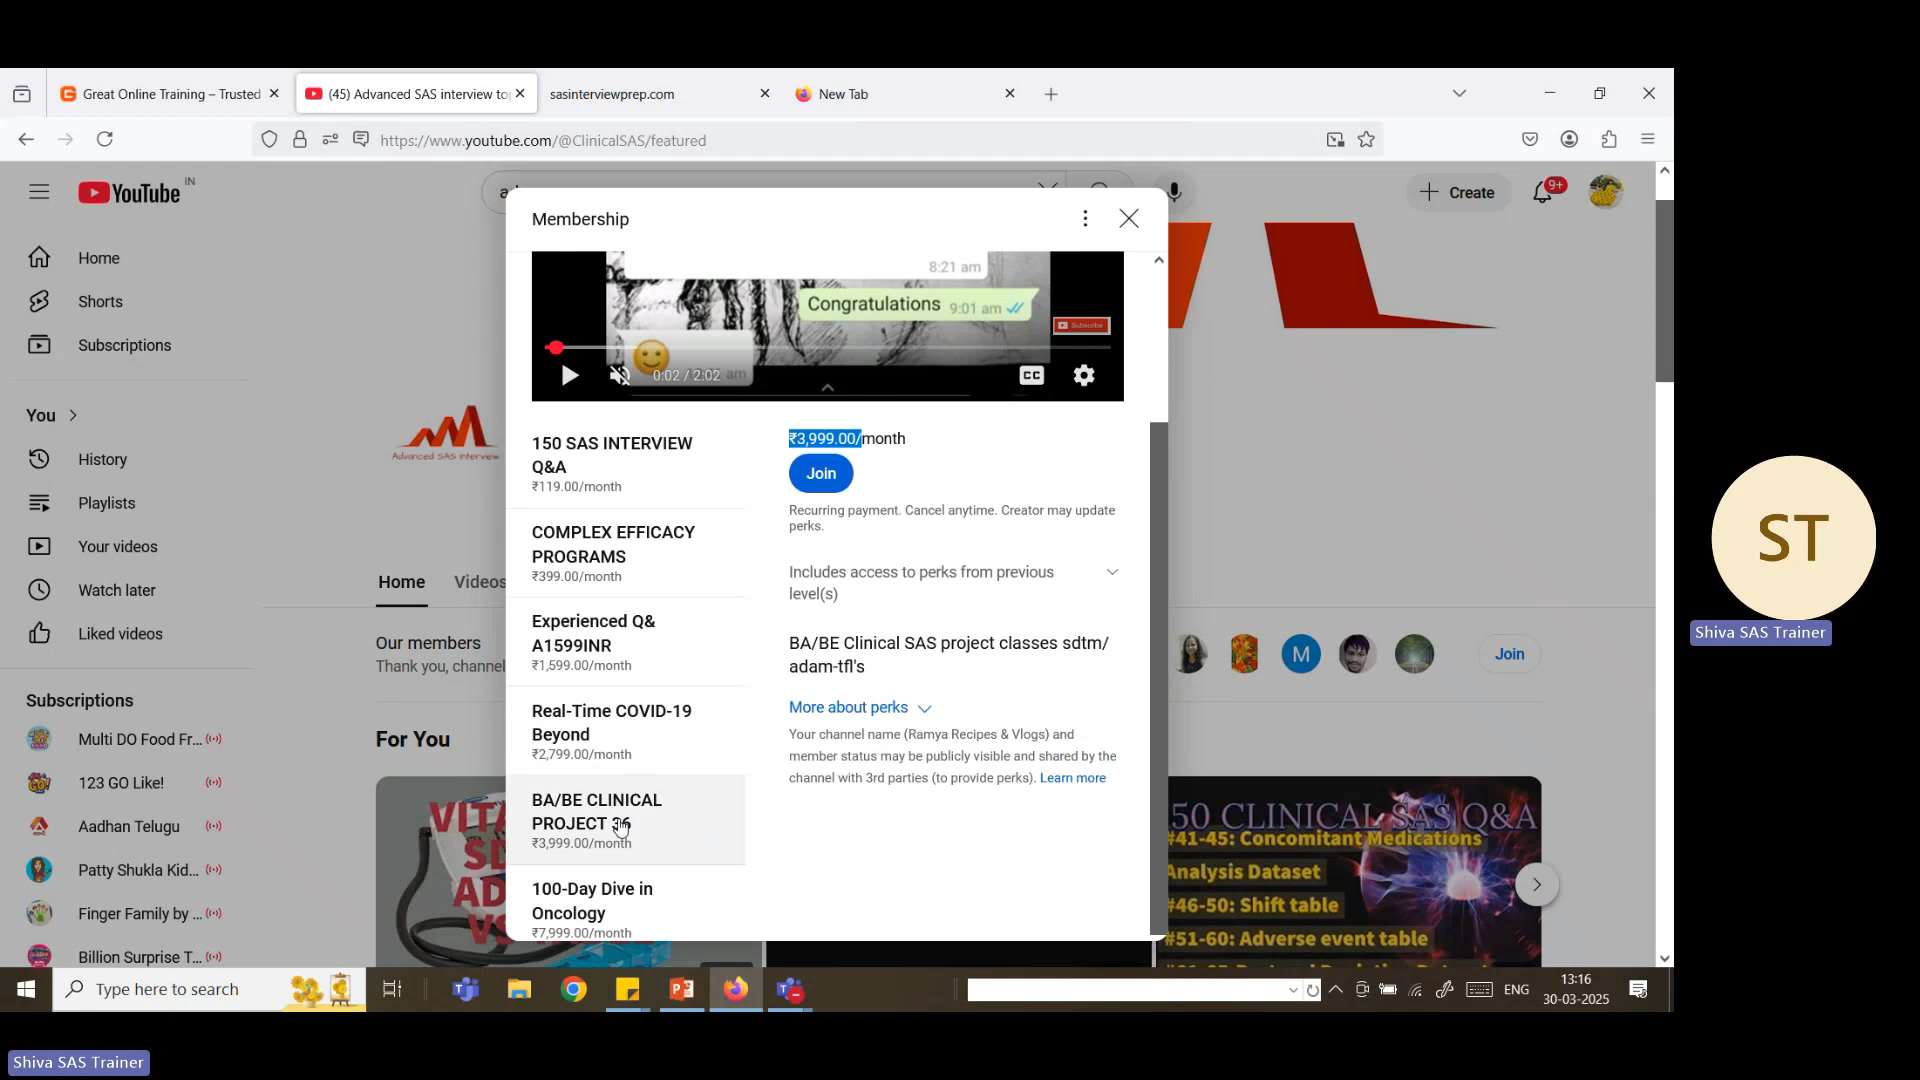 Great Online Training – Trusted
(45) Advanced SAS interview to
sasinterviewprep.com
New Tab
https://www.youtube.com/@ClinicalSAS/featured
YouTube IN
Create
9+
Membership
Home
Shorts
Subscriptions
You
History
Playlists
Your videos
Watch later
Liked videos
Subscriptions
Multi DO Food Fr...
123 GO Like!
Aadhan Telugu
Patty Shukla Kid...
Finger Family by ...
Billion Surprise T...
8:21 am
Congratulations 9:01 am
Subscribe
0:02 / 2:02
am
CC
Advanced SAS interview
Home
Videos
Our members
Thank you, channel
For You
150 SAS INTERVIEW
Q&A
₹119.00/month
COMPLEX EFFICACY
PROGRAMS
₹399.00/month
Experienced Q&
A1599INR
₹1,599.00/month
Real-Time COVID-19
Beyond
₹2,799.00/month
BA/BE CLINICAL
PROJECT
₹3,999.00/month
100-Day Dive in
Oncology
₹7,999.00/month
₹3,999.00/month
Join
Recurring payment. Cancel anytime. Creator may update
perks.
Includes access to perks from previous
level(s)
BA/BE Clinical SAS project classes sdtm/
adam-tfl's
More about perks
Your channel name (Ramya Recipes & Vlogs) and
member status may be publicly visible and shared by the
channel with 3rd parties (to provide perks). Learn more
M
Join
50 CLINICAL SAS Q&A
#41-45: Concomitant Medications
Analysis Dataset
#46-50: Shift table
#51-60: Adverse event table
Type here to search
ENG
13:16
30-03-2025
ST
Shiva SAS Trainer
Shiva SAS Trainer